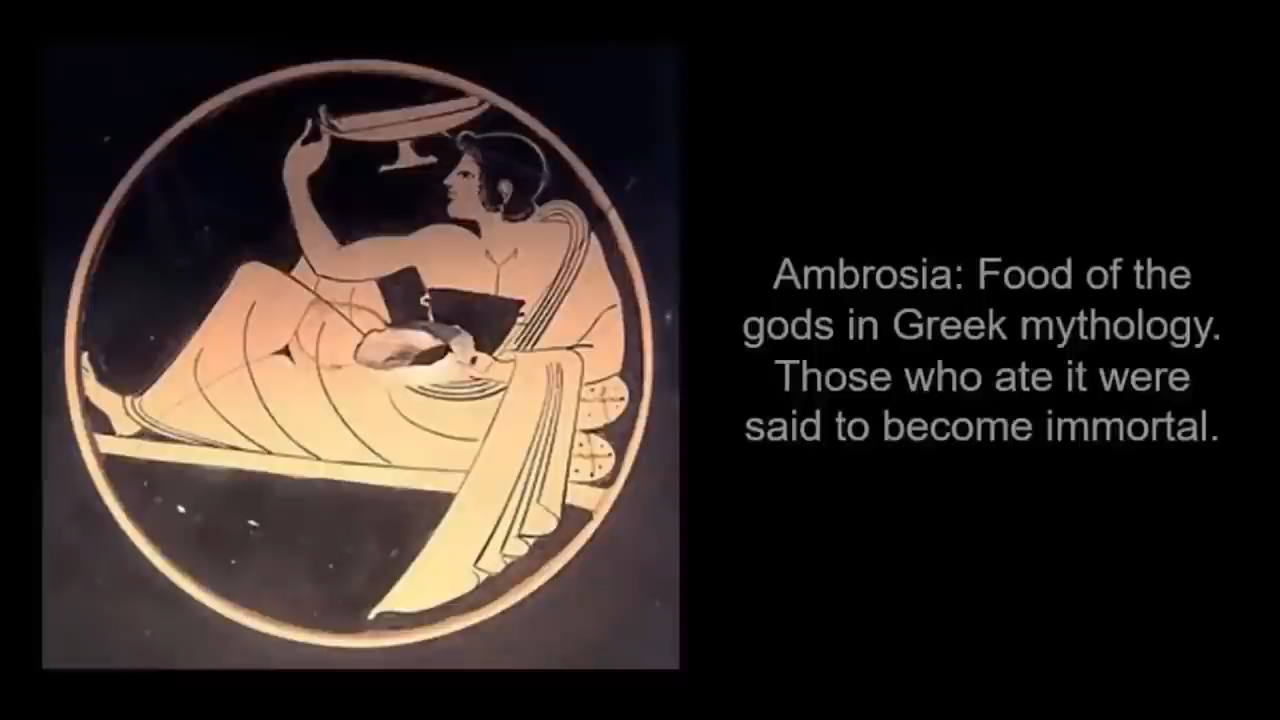 Ambrosia: Food of the
gods in Greek mythology.
Those who ate it were
said to become immortal.